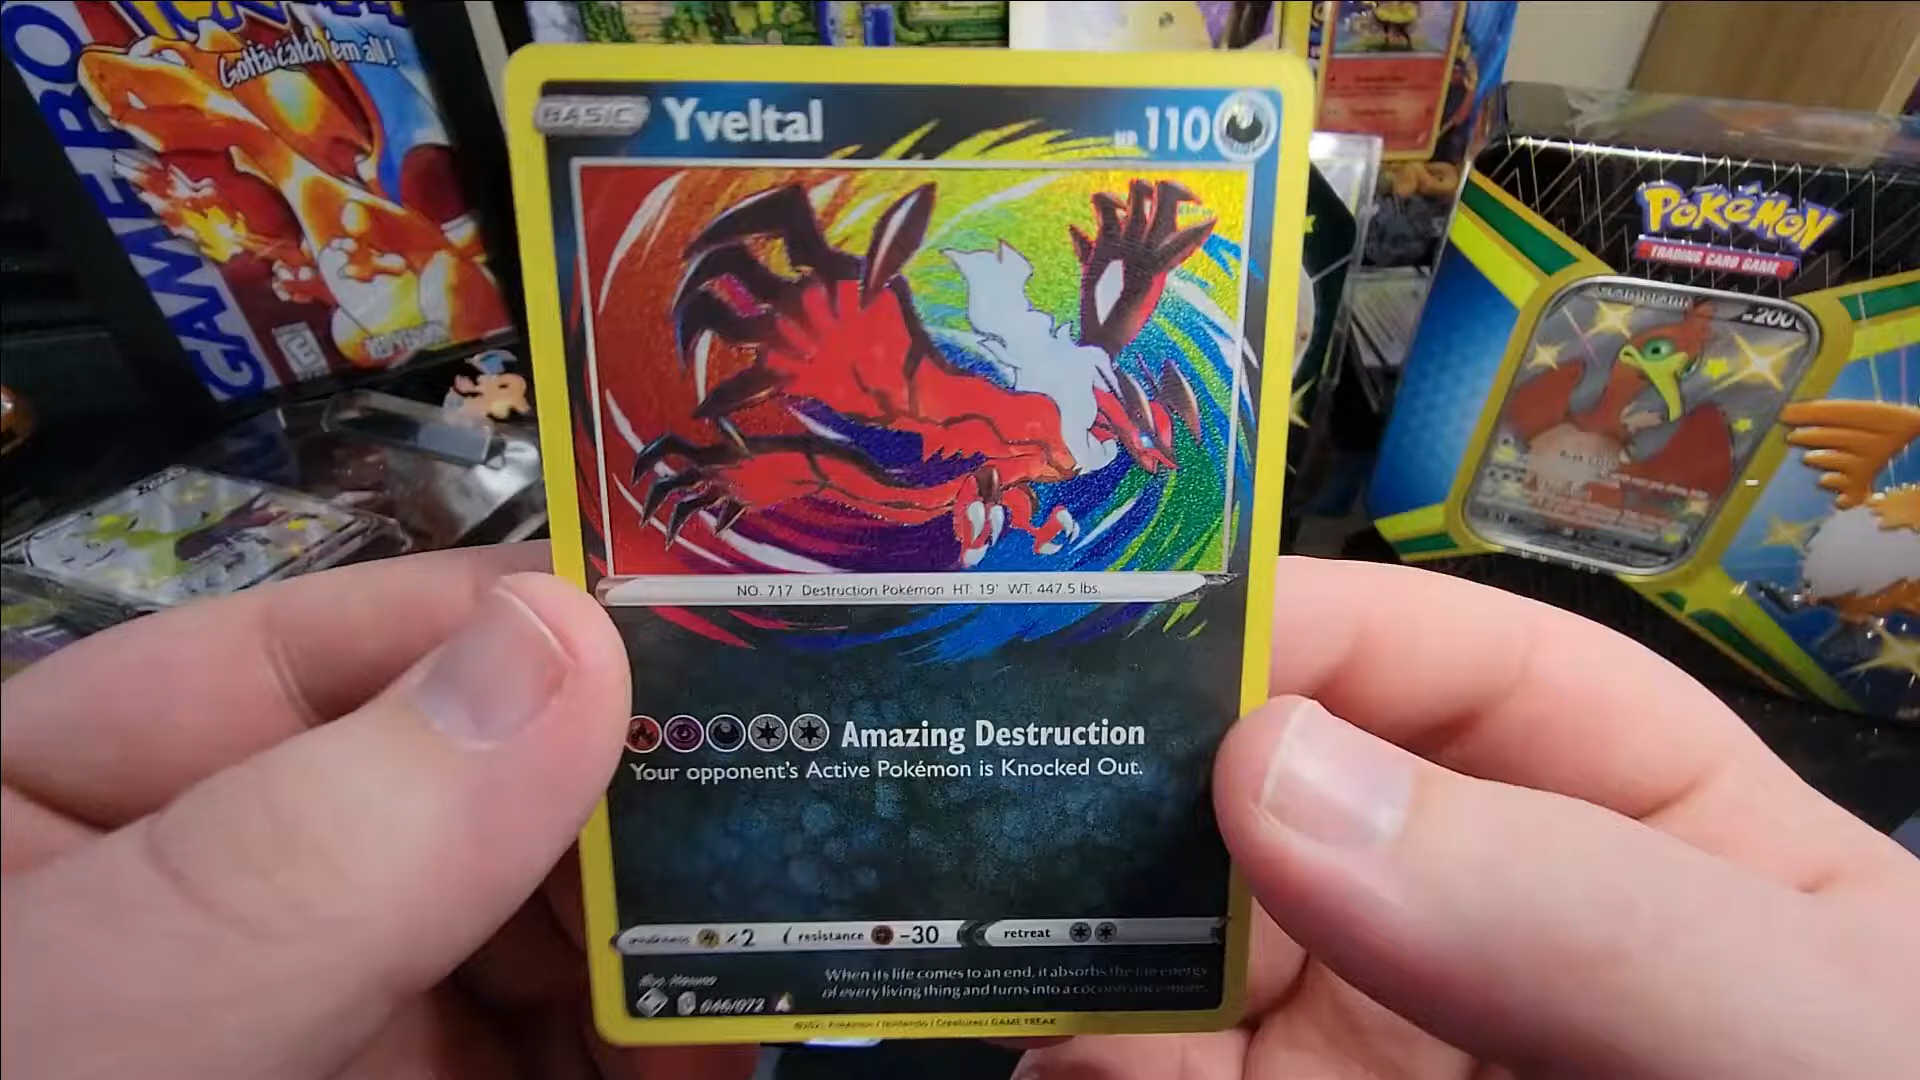 GAME BO
Gotta catch 'em all!
BASIC Yveltal HP 110
NO. 717 Destruction Pokémon HT: 19' WT: 447.5 lbs.
Amazing Destruction
Your opponent's Active Pokémon is Knocked Out.
weakness ×2 resistance -30 retreat
When its life comes to an end, it absorbs the life energy
of every living thing and turns into a cocoon once more.
046/072
Pokémon / Nintendo / Creatures / GAME FREAK
POKéMON
TRADING CARD GAME
200